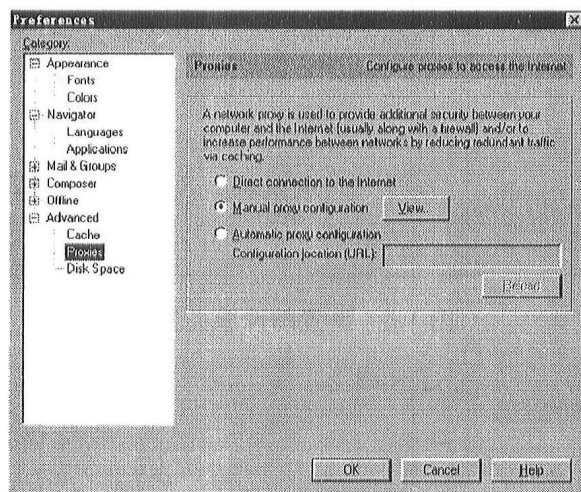 Preferences
Category:
Appearance
Fonts
Colors
Navigator
Languages
Applications
Mail & Groups
Composer
Offline
Advanced
Cache
Proxies
Disk Space
Proxies Configure proxies to access the Internet
A network proxy is used to provide additional security between your
computer and the Internet (usually along with a firewall) and/or to
increase performance between networks by reducing redundant traffic
via caching.
Direct connection to the Internet
Manual proxy configuration View...
Automatic proxy configuration
Configuration location (URL):
Reload
OK Cancel Help